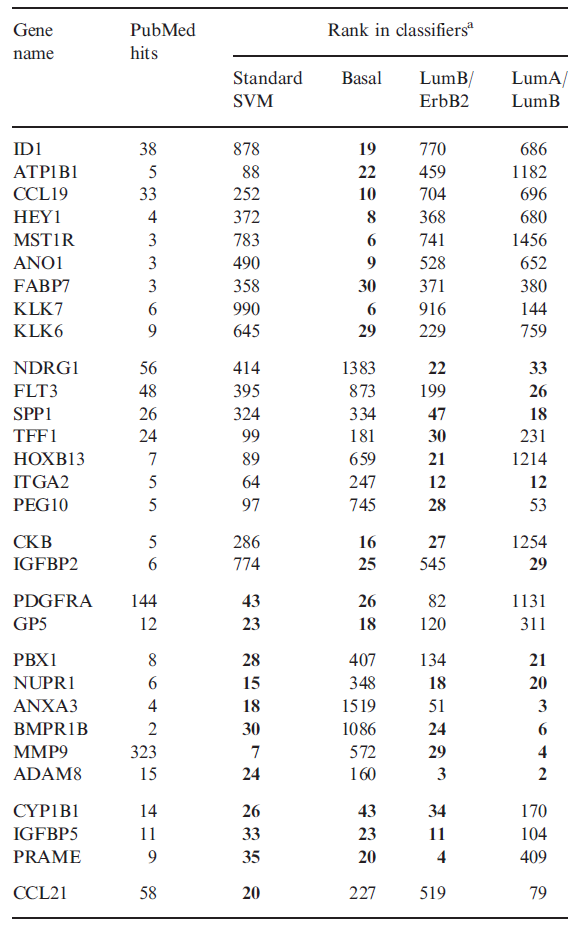 Gene name PubMed hits Rank in classifiersa
Standard SVM Basal LumB/ErbB2 LumA/LumB
ID1 38 878 19 770 686
ATP1B1 5 88 22 459 1182
CCL19 33 252 10 704 696
HEY1 4 372 8 368 680
MST1R 3 783 6 741 1456
ANO1 3 490 9 528 652
FABP7 3 358 30 371 380
KLK7 6 990 6 916 144
KLK6 9 645 29 229 759
NDRG1 56 414 1383 22 33
FLT3 48 395 873 199 26
SPP1 26 324 334 47 18
TFF1 24 99 181 30 231
HOXB13 7 89 659 21 1214
ITGA2 5 64 247 12 12
PEG10 5 97 745 28 53
CKB 5 286 16 27 1254
IGFBP2 6 774 25 545 29
PDGFRA 144 43 26 82 1131
GP5 12 23 18 120 311
PBX1 8 28 407 134 21
NUPR1 6 15 348 18 20
ANXA3 4 18 1519 51 3
BMPR1B 2 30 1086 24 6
MMP9 323 7 572 29 4
ADAM8 15 24 160 3 2
CYP1B1 14 26 43 34 170
IGFBP5 11 33 23 11 104
PRAME 9 35 20 4 409
CCL21 58 20 227 519 79